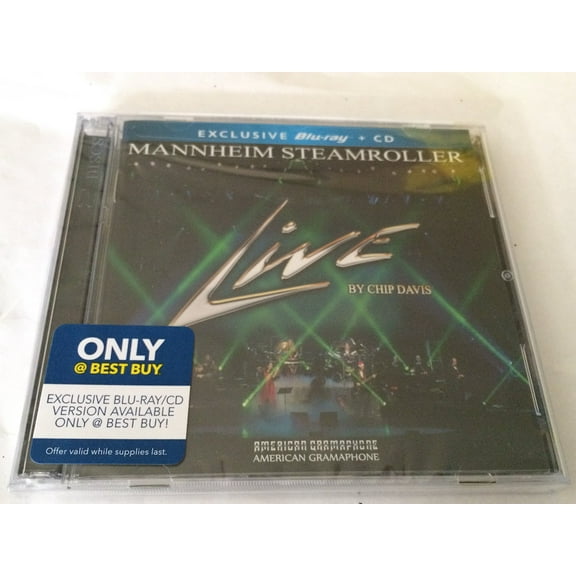 EXCLUSIVE Blu-ray + CD
MANNHEIM STEAMROLLER
DISCS
Live
BY CHIP DAVIS
ONLY
@ BEST BUY
EXCLUSIVE BLU-RAY/CD
VERSION AVAILABLE
ONLY @ BEST BUY!
Offer valid while supplies last.
AMERICAN GRAMAPHONE
AMERICAN GRAMAPHONE